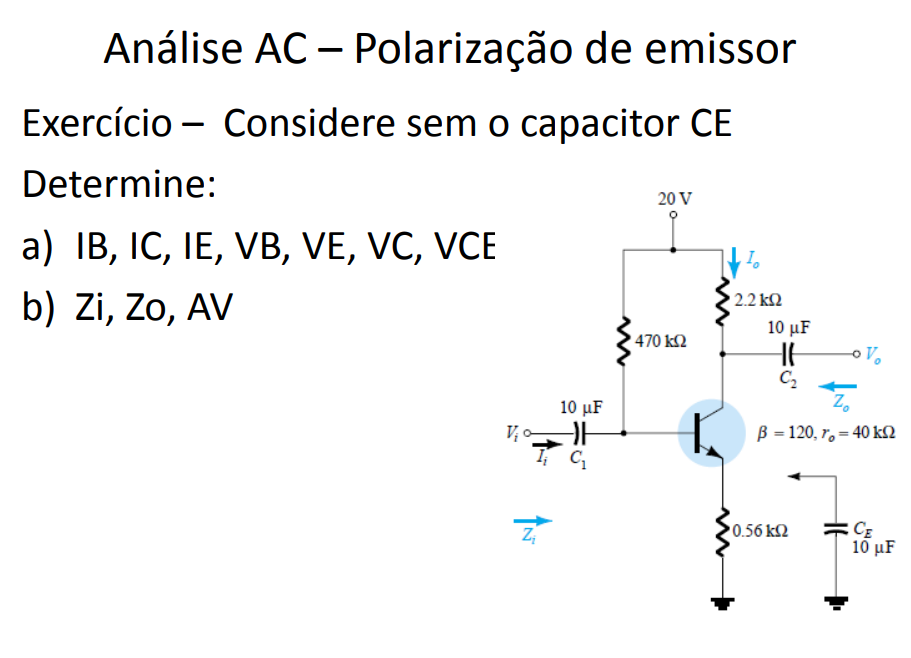 Análise AC – Polarização de emissor
Exercício – Considere sem o capacitor CE
Determine:
a) IB, IC, IE, VB, VE, VC, VCE
b) Zi, Zo, AV
20 V
Io
2.2 kΩ
10 μF
470 kΩ
Vo
C2
Zo
10 μF
β = 120, ro = 40 kΩ
Vi
Ii
C1
Zi
0.56 kΩ
CE
10 μF